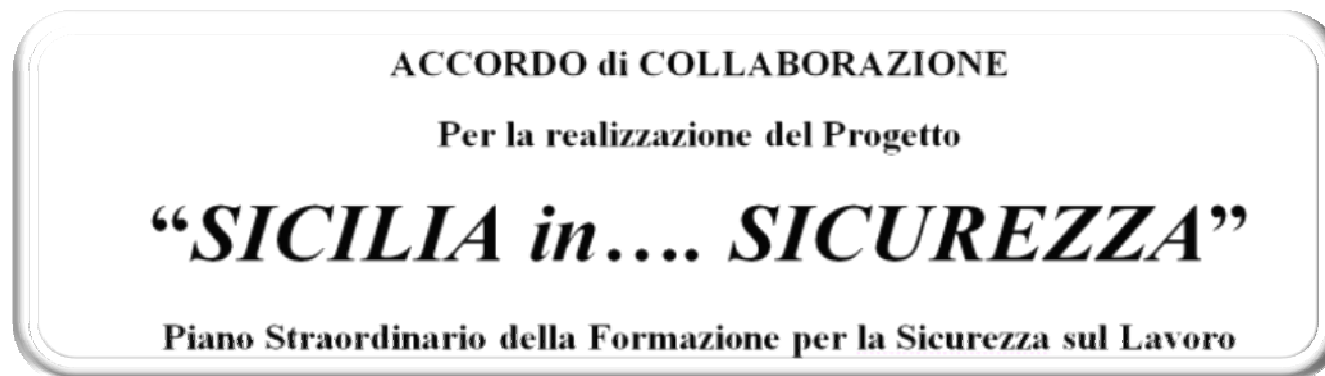 ACCORDO di COLLABORAZIONE
Per la realizzazione del Progetto
“SICILIA in.... SICUREZZA”
Piano Straordinario della Formazione per la Sicurezza sul Lavoro